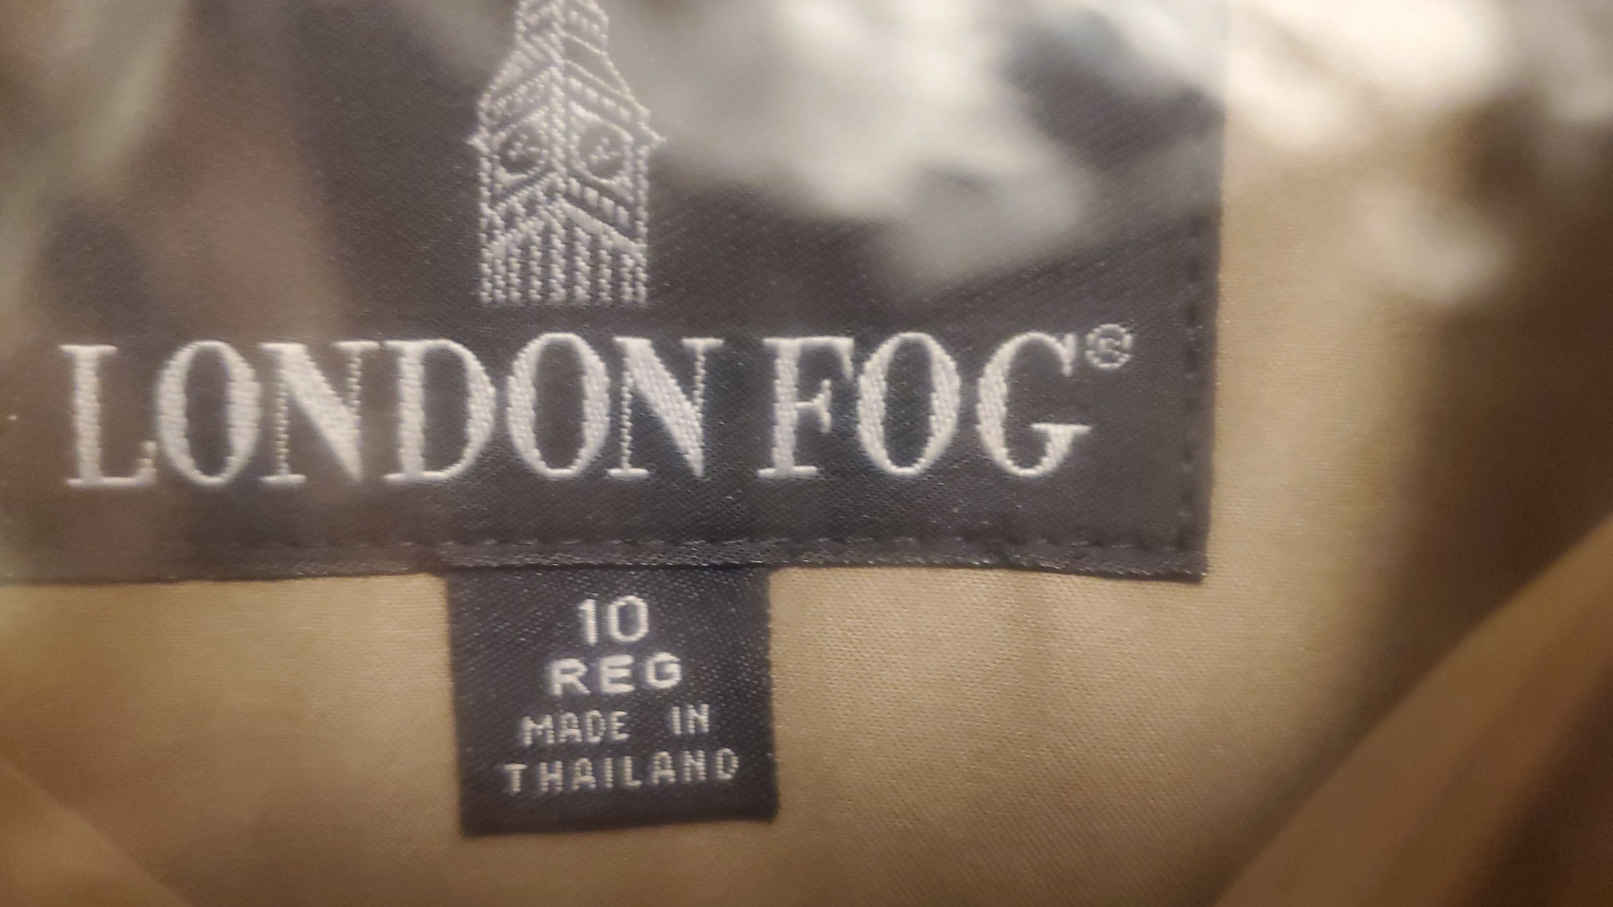 LONDON FOG®
10
REG
MADE IN
THAILAND